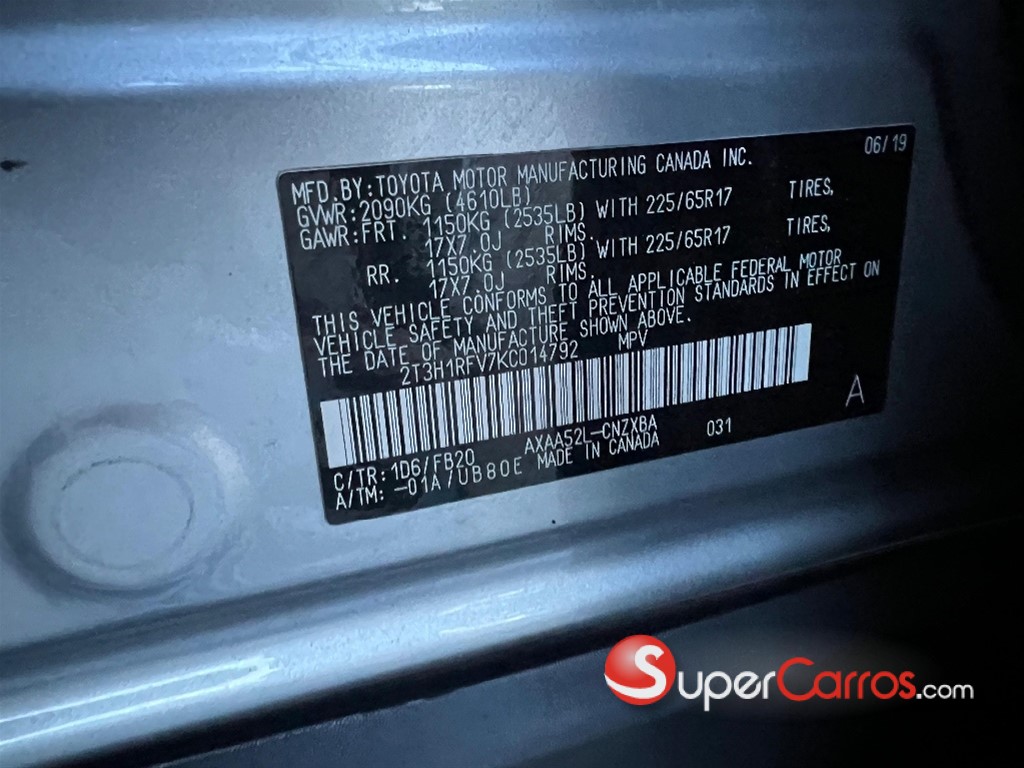 06/19
MFD.BY:TOYOTA MOTOR MANUFACTURING CANADA INC.
GVWR:2090KG (4610LB)
GAWR:FRT. 1150KG (2535LB) WITH 225/65R17 TIRES,
17X7.0J RIMS.
RR. 1150KG (2535LB) WITH 225/65R17 TIRES,
17X7.0J RIMS.
THIS VEHICLE CONFORMS TO ALL APPLICABLE FEDERAL MOTOR
VEHICLE SAFETY AND THEFT PREVENTION STANDARDS IN EFFECT ON
THE DATE OF MANUFACTURE SHOWN ABOVE.
2T3H1RFV7KC014792 MPV
A
C/TR:1D6/FB20 AXAA52L-CNZXBA 031
A/TM:-01A/UB80E MADE IN CANADA
SuperCarros.com